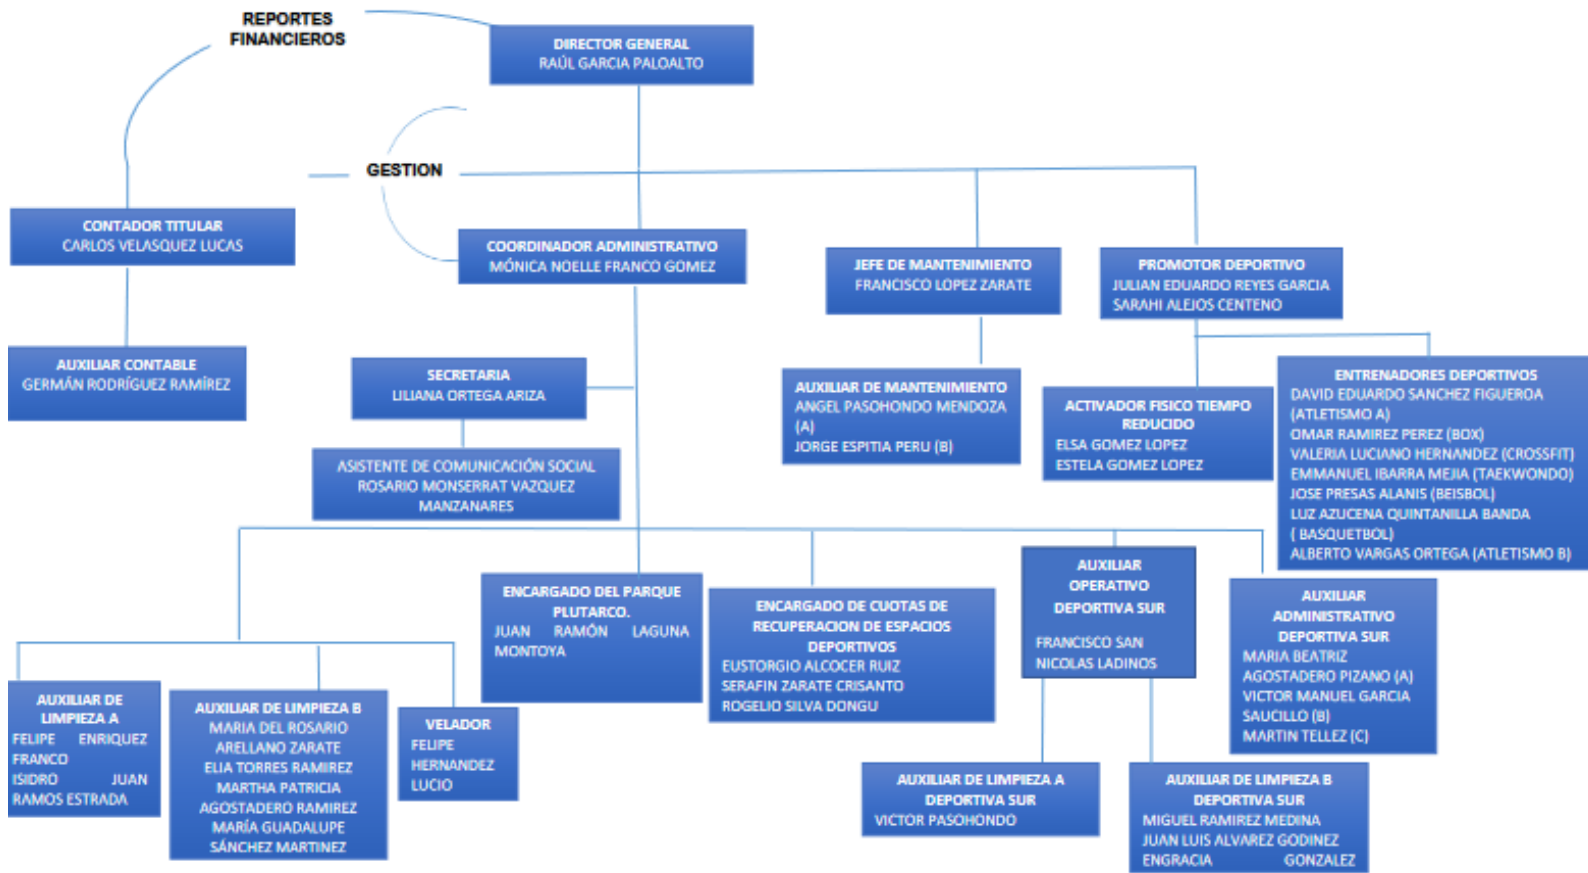 REPORTES
FINANCIEROS
DIRECTOR GENERAL
RAÚL GARCIA PALOALTO
GESTION
CONTADOR TITULAR
CARLOS VELASQUEZ LUCAS
COORDINADOR ADMINISTRATIVO
MÓNICA NOELLE FRANCO GOMEZ
JEFE DE MANTENIMIENTO
FRANCISCO LOPEZ ZARATE
PROMOTOR DEPORTIVO
JULIAN EDUARDO REYES GARCIA
SARAHI ALEJOS CENTENO
AUXILIAR CONTABLE
GERMÁN RODRÍGUEZ RAMÍREZ
SECRETARIA
LILIANA ORTEGA ARIZA
AUXILIAR DE MANTENIMIENTO
ANGEL PASOHONDO MENDOZA
(A)
JORGE ESPITIA PERU (B)
ACTIVADOR FISICO TIEMPO
REDUCIDO
ELSA GOMEZ LOPEZ
ESTELA GOMEZ LOPEZ
ENTRENADORES DEPORTIVOS
DAVID EDUARDO SANCHEZ FIGUEROA
(ATLETISMO A)
OMAR RAMIREZ PEREZ (BOX)
VALERIA LUCIANO HERNANDEZ (CROSSFIT)
EMMANUEL IBARRA MEJIA (TAEKWONDO)
JOSE PRESAS ALANIS (BEISBOL)
LUZ AZUCENA QUINTANILLA BANDA
( BASQUETBOL)
ALBERTO VARGAS ORTEGA (ATLETISMO B)
ASISTENTE DE COMUNICACIÓN SOCIAL
ROSARIO MONSERRAT VAZQUEZ
MANZANARES
ENCARGADO DEL PARQUE
PLUTARCO.
JUAN RAMÓN LAGUNA
MONTOYA
ENCARGADO DE CUOTAS DE
RECUPERACION DE ESPACIOS
DEPORTIVOS
EUSTORGIO ALCOCER RUIZ
SERAFIN ZARATE CRISANTO
ROGELIO SILVA DONGU
AUXILIAR
OPERATIVO
DEPORTIVA SUR
FRANCISCO SAN
NICOLAS LADINOS
AUXILIAR
ADMINISTRATIVO
DEPORTIVA SUR
MARIA BEATRIZ
AGOSTADERO PIZANO (A)
VICTOR MANUEL GARCIA
SAUCILLO (B)
MARTIN TELLEZ (C)
AUXILIAR DE
LIMPIEZA A
FELIPE ENRIQUEZ
FRANCO
ISIDRO JUAN
RAMOS ESTRADA
AUXILIAR DE LIMPIEZA B
MARIA DEL ROSARIO
ARELLANO ZARATE
ELIA TORRES RAMIREZ
MARTHA PATRICIA
AGOSTADERO RAMIREZ
MARÍA GUADALUPE
SÁNCHEZ MARTINEZ
VELADOR
FELIPE
HERNANDEZ
LUCIO
AUXILIAR DE LIMPIEZA A
DEPORTIVA SUR
VICTOR PASOHONDO
AUXILIAR DE LIMPIEZA B
DEPORTIVA SUR
MIGUEL RAMIREZ MEDINA
JUAN LUIS ALVAREZ GODINEZ
ENGRACIA GONZALEZ